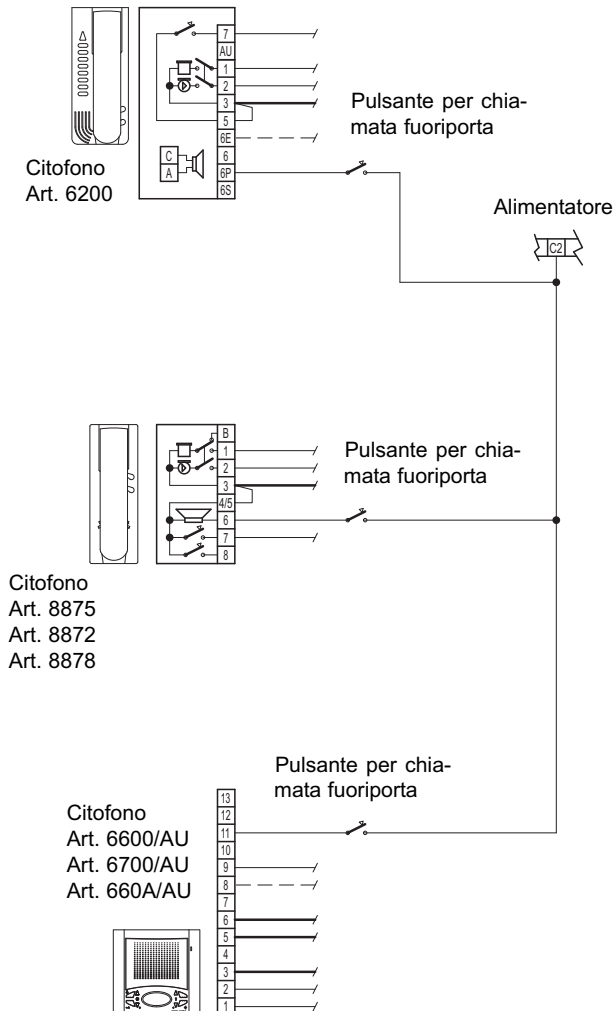 7
AU
1
2
3
5
6E
6
6P
6S
C
A
Pulsante per chia-
mata fuoriporta
Citofono
Art. 6200
Alimentatore
C2
B
1
2
3
4/5
6
7
8
Pulsante per chia-
mata fuoriporta
Citofono
Art. 8875
Art. 8872
Art. 8878
Pulsante per chia-
mata fuoriporta
Citofono
Art. 6600/AU
Art. 6700/AU
Art. 660A/AU
13
12
11
10
9
8
7
6
5
4
3
2
1